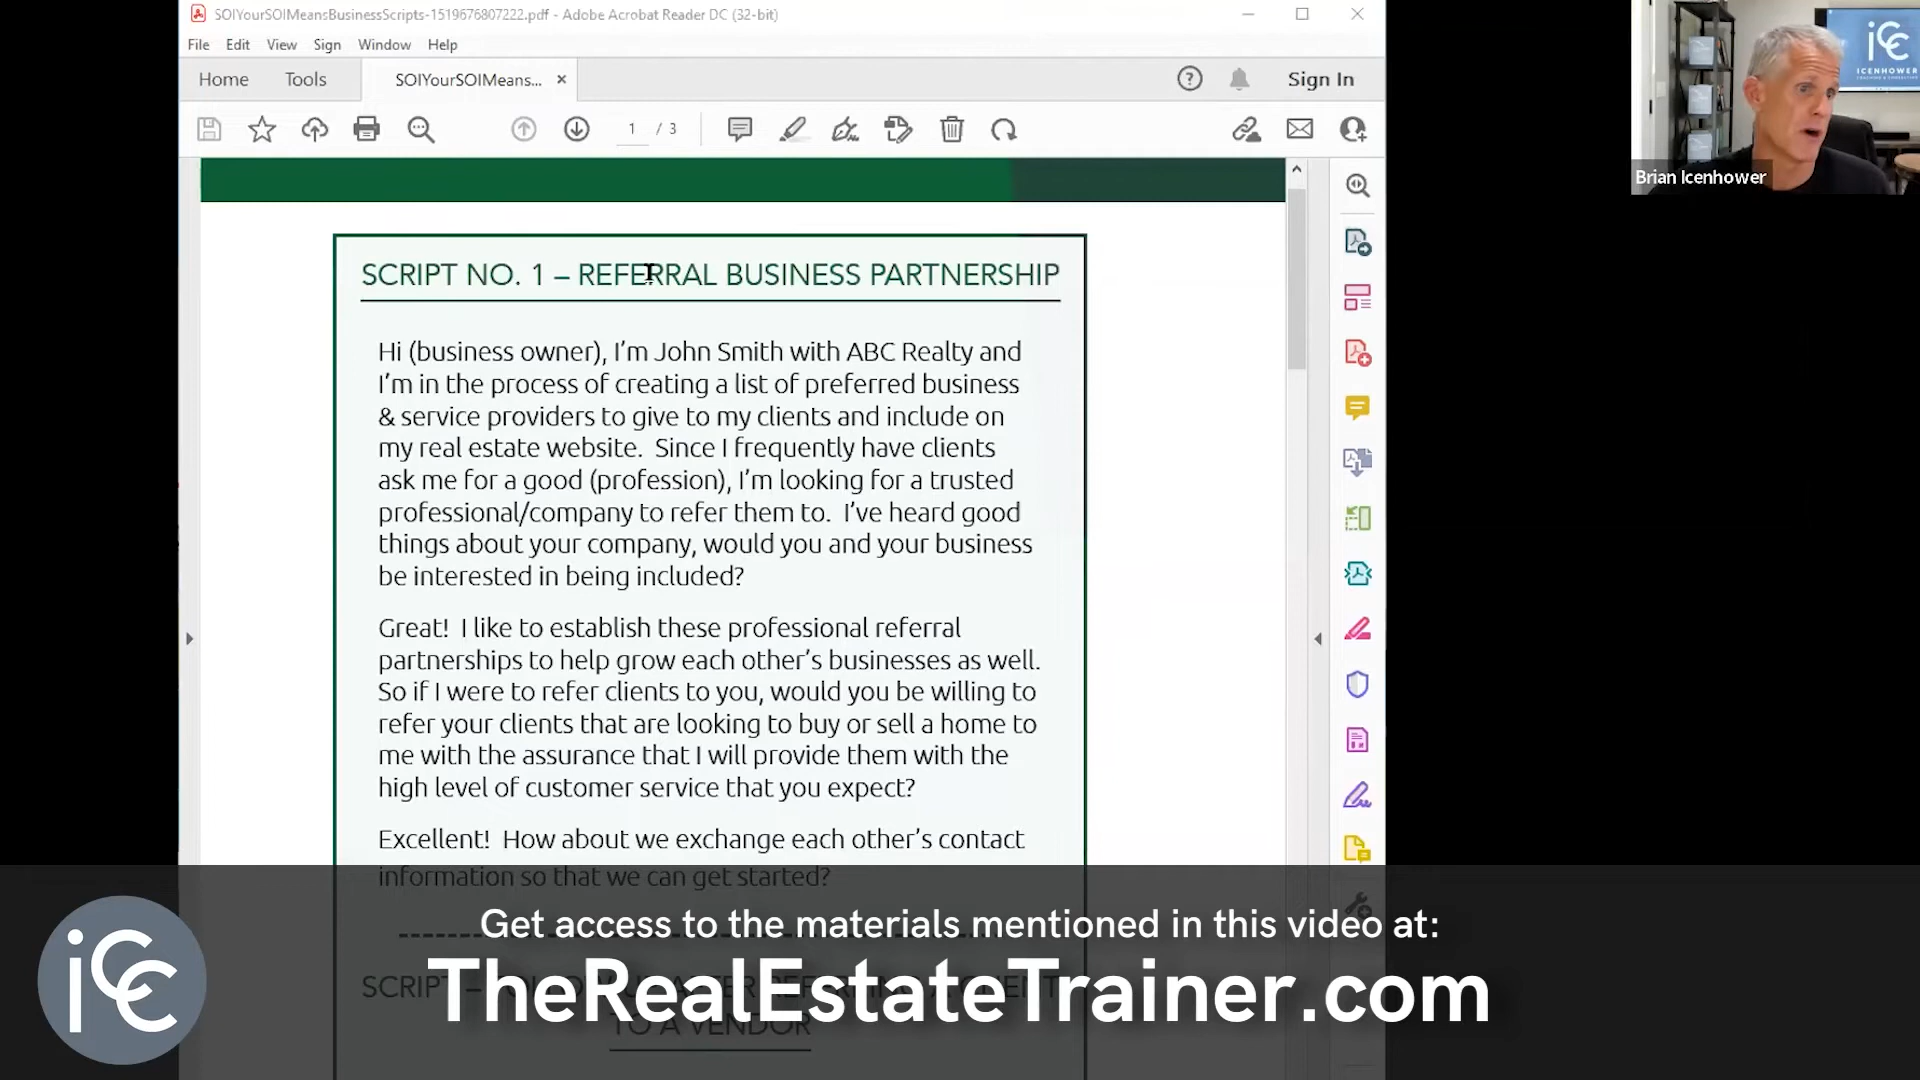 SOIYourSOIMeansBusinessScripts-1519676807222.pdf - Adobe Acrobat Reader DC (32-bit)
File Edit View Sign Window Help
Home Tools SOIYourSOIMeans... × Sign In
1 / 3
iCC
ICENHOWER
Brian Icenhower
SCRIPT NO. 1 – REFERRAL BUSINESS PARTNERSHIP
Hi (business owner), I'm John Smith with ABC Realty and
I'm in the process of creating a list of preferred business
& service providers to give to my clients and include on
my real estate website. Since I frequently have clients
ask me for a good (profession), I'm looking for a trusted
professional/company to refer them to. I've heard good
things about your company, would you and your business
be interested in being included?
Great! I like to establish these professional referral
partnerships to help grow each other's businesses as well.
So if I were to refer clients to you, would you be willing to
refer your clients that are looking to buy or sell a home to
me with the assurance that I will provide them with the
high level of customer service that you expect?
Excellent! How about we exchange each other's contact
information so that we can get started?
Get access to the materials mentioned in this video at:
iCC
TheRealEstateTrainer.com
SCRIPT –
TO A VENDOR